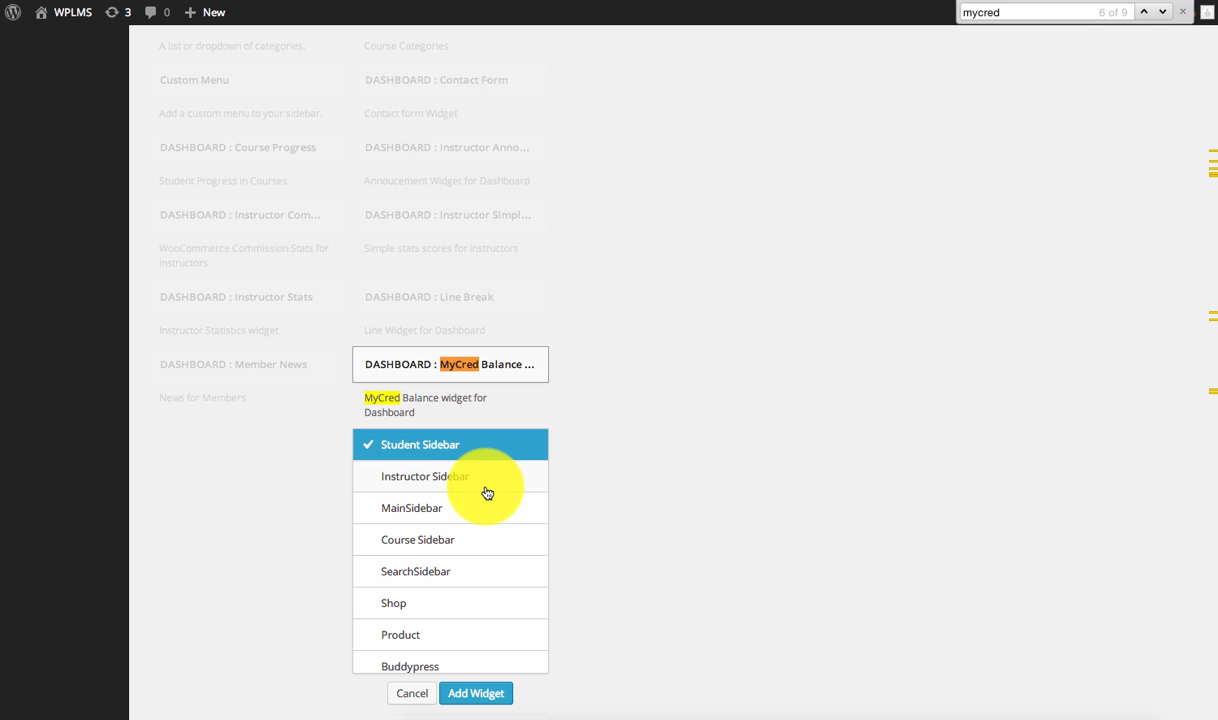 WPLMS 3 0 New
mycred 6 of 9
A list or dropdown of categories. Course Categories
Custom Menu DASHBOARD : Contact Form
Add a custom menu to your sidebar. Contact form Widget
DASHBOARD : Course Progress DASHBOARD : Instructor Anno...
Student Progress in Courses Annoucement Widget for Dashboard
DASHBOARD : Instructor Com... DASHBOARD : Instructor Simpl...
WooCommerce Commission Stats for Simple stats scores for instructors
instructors
DASHBOARD : Instructor Stats DASHBOARD : Line Break
Instructor Statistics widget Line Widget for Dashboard
DASHBOARD : Member News DASHBOARD : MyCred Balance ...
News for Members MyCred Balance widget for
Dashboard
Student Sidebar
Instructor Sidebar
MainSidebar
Course Sidebar
SearchSidebar
Shop
Product
Buddypress
Cancel Add Widget